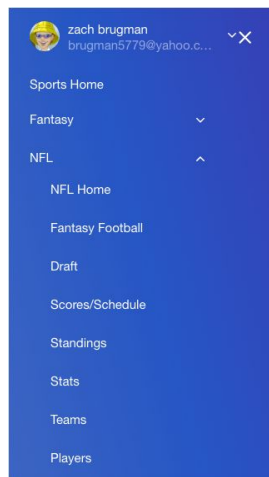 zach brugman
brugman5779@yahoo.c...
Sports Home
Fantasy
NFL
NFL Home
Fantasy Football
Draft
Scores/Schedule
Standings
Stats
Teams
Players